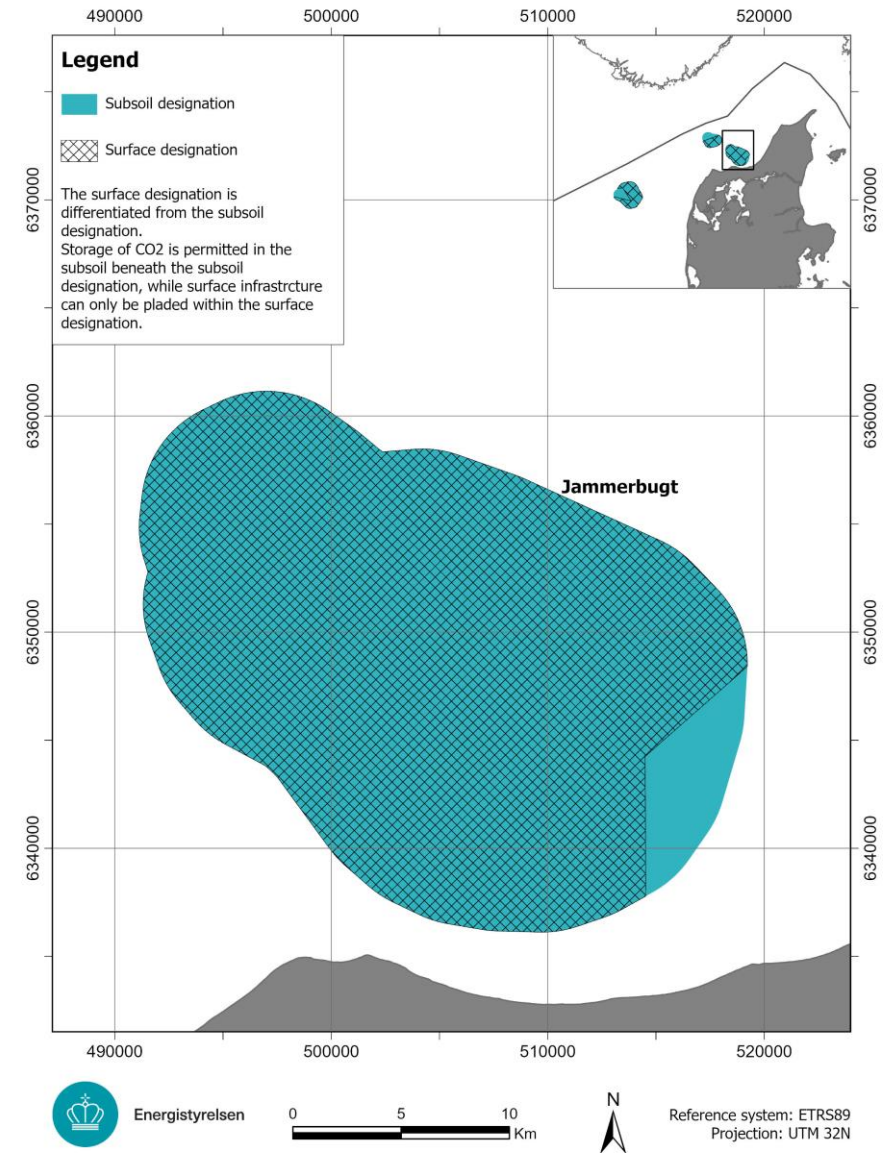 490000 500000 510000 520000
Legend
Subsoil designation
Surface designation
The surface designation is
differentiated from the subsoil
designation.
Storage of CO2 is permitted in the
subsoil beneath the subsoil
designation, while surface infrastrcture
can only be pladed within the surface
designation.
6370000 6370000
6360000 6360000
Jammerbugt
6350000 6350000
6340000 6340000
490000 500000 510000 520000
Energistyrelsen
0 5 10
Km
N
Reference system: ETRS89
Projection: UTM 32N